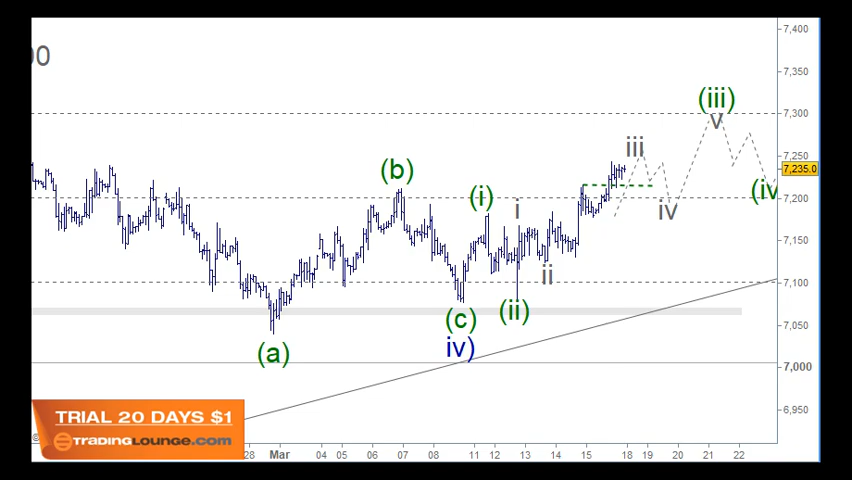 00
7,400
7,350
(iii)
v
7,300
iii
7,250
(b)
7,235.0
(i)
i
iv
(iv
7,200
7,150
ii
7,100
(ii)
(c)
7,050
(a)
iv)
7,000
6,950
TRIAL 20 DAYS $1
TRADINGLOUNGE.COM
28 Mar 04 05 06 07 08 11 12 13 14 15 18 19 20 21 22